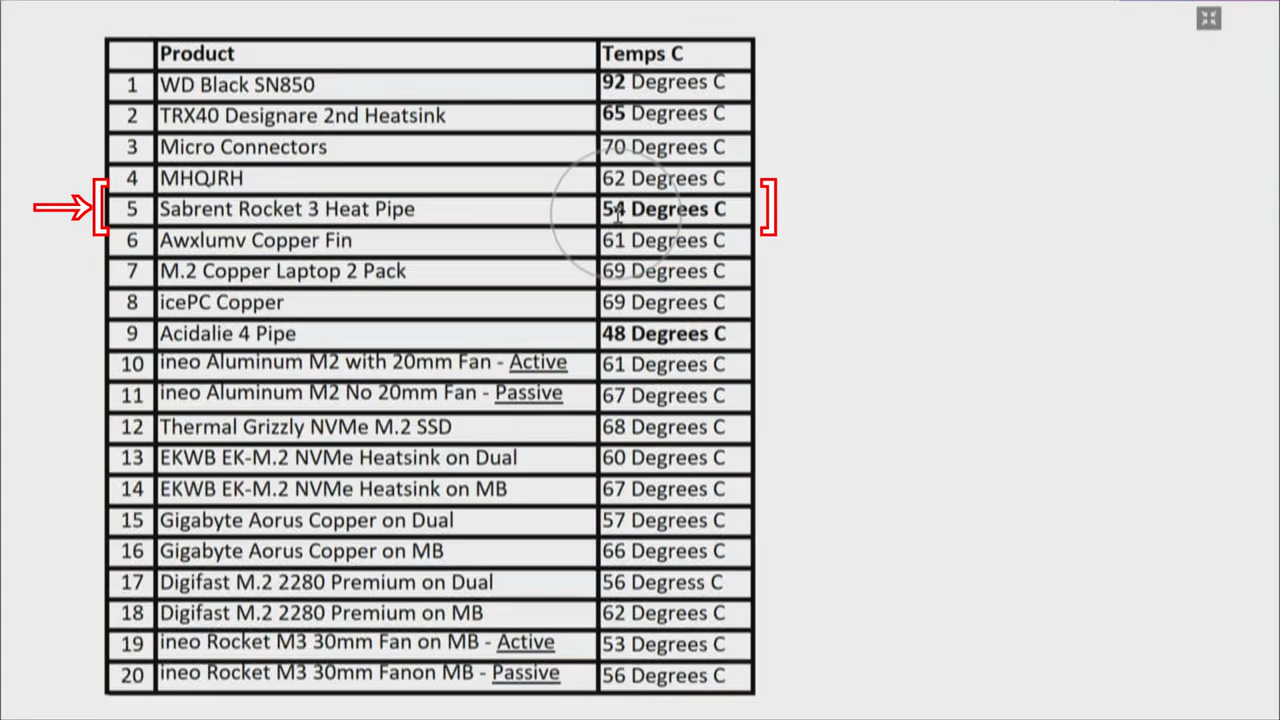 Product Temps C
1 WD Black SN850 92 Degrees C
2 TRX40 Designare 2nd Heatsink 65 Degrees C
3 Micro Connectors 70 Degrees C
4 MHQJRH 62 Degrees C
5 Sabrent Rocket 3 Heat Pipe 54 Degrees C
6 Awxlumv Copper Fin 61 Degrees C
7 M.2 Copper Laptop 2 Pack 69 Degrees C
8 icePC Copper 69 Degrees C
9 Acidalie 4 Pipe 48 Degrees C
10 ineo Aluminum M2 with 20mm Fan - Active 61 Degrees C
11 ineo Aluminum M2 No 20mm Fan - Passive 67 Degrees C
12 Thermal Grizzly NVMe M.2 SSD 68 Degrees C
13 EKWB EK-M.2 NVMe Heatsink on Dual 60 Degrees C
14 EKWB EK-M.2 NVMe Heatsink on MB 67 Degrees C
15 Gigabyte Aorus Copper on Dual 57 Degrees C
16 Gigabyte Aorus Copper on MB 66 Degrees C
17 Digifast M.2 2280 Premium on Dual 56 Degress C
18 Digifast M.2 2280 Premium on MB 62 Degrees C
19 ineo Rocket M3 30mm Fan on MB - Active 53 Degrees C
20 ineo Rocket M3 30mm Fanon MB - Passive 56 Degrees C